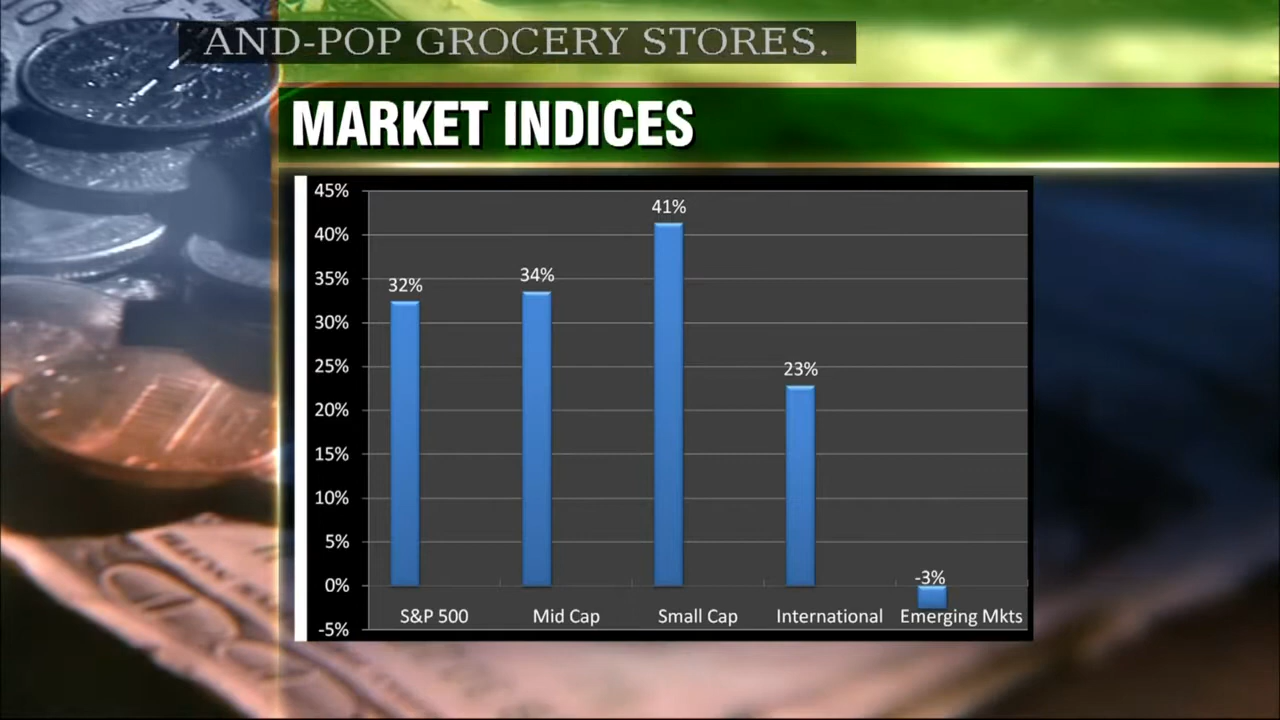 AND-POP GROCERY STORES.
MARKET INDICES
45%
40%
35%
30%
25%
20%
15%
10%
5%
0%
-5%
32%
34%
41%
23%
-3%
S&P 500
Mid Cap
Small Cap
International
Emerging Mkts